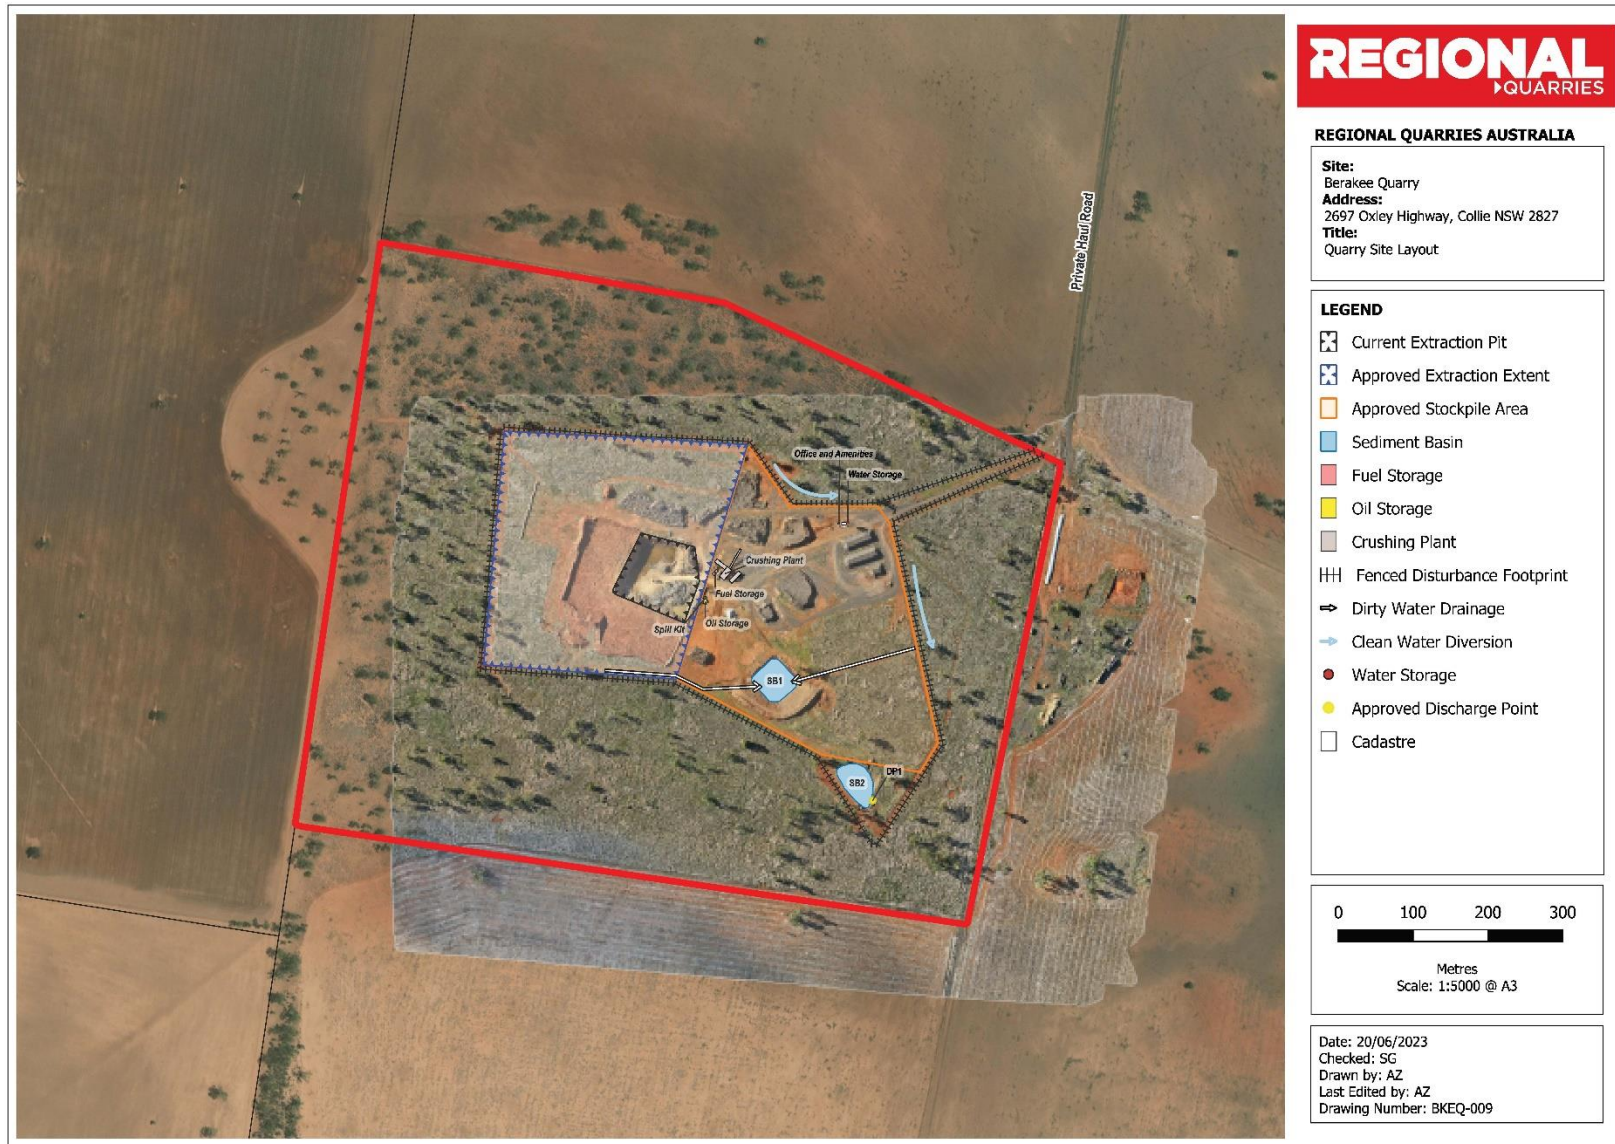 REGIONAL
QUARRIES
REGIONAL QUARRIES AUSTRALIA
Site:
Berakee Quarry
Address:
2697 Oxley Highway, Collie NSW 2827
Title:
Quarry Site Layout
LEGEND
Current Extraction Pit
Approved Extraction Extent
Approved Stockpile Area
Sediment Basin
Fuel Storage
Oil Storage
Crushing Plant
Fenced Disturbance Footprint
Dirty Water Drainage
Clean Water Diversion
Water Storage
Approved Discharge Point
Cadastre
0 100 200 300
Metres
Scale: 1:5000 @ A3
Date: 20/06/2023
Checked: SG
Drawn by: AZ
Last Edited by: AZ
Drawing Number: BKEQ-009
Private Haul Road
Office and Amenities
Water Storage
Crushing Plant
Fuel Storage
Oil Storage
Spill Kit
SB1
SB2
DP1